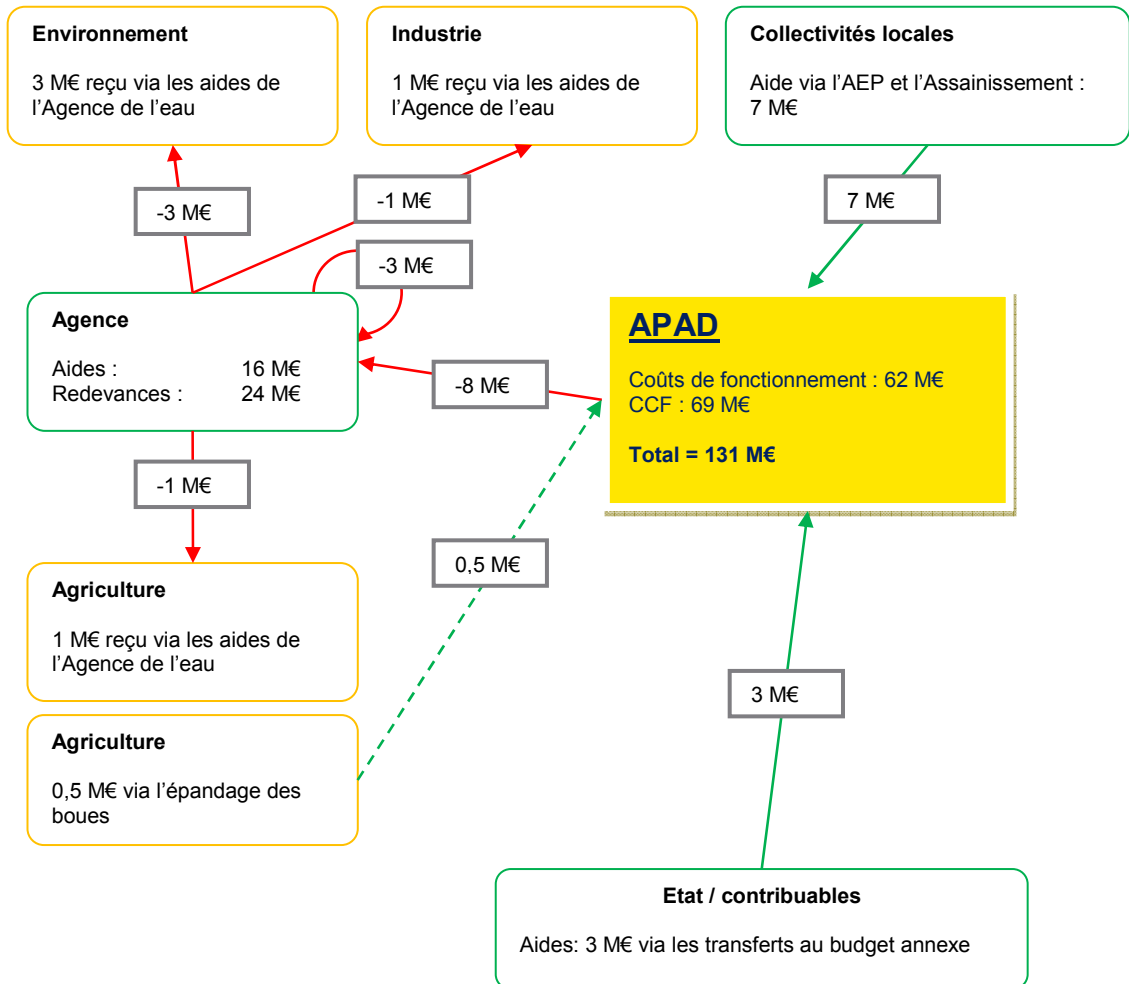 Environnement
3 M€ reçu via les aides de
l'Agence de l'eau
Industrie
1 M€ reçu via les aides de
l'Agence de l'eau
Collectivités locales
Aide via l'AEP et l'Assainissement :
7 M€
-3 M€
-1 M€
7 M€
-3 M€
Agence
Aides : 16 M€
Redevances : 24 M€
-8 M€
APAD
Coûts de fonctionnement : 62 M€
CCF : 69 M€
Total = 131 M€
-1 M€
0,5 M€
Agriculture
1 M€ reçu via les aides de
l'Agence de l'eau
3 M€
Agriculture
0,5 M€ via l'épandage des
boues
Etat / contribuables
Aides: 3 M€ via les transferts au budget annexe